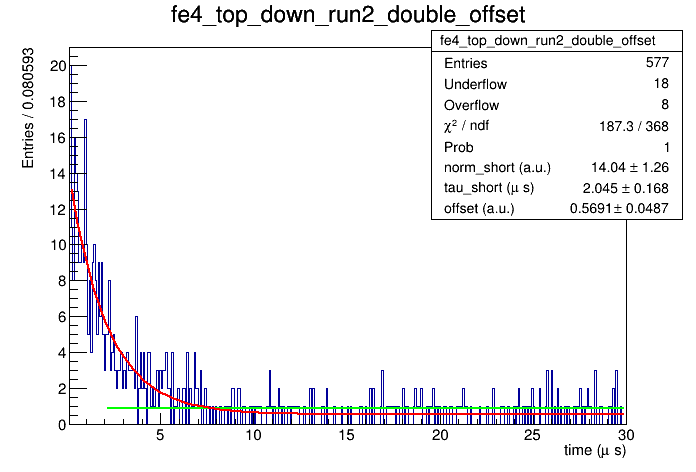 fe4_top_down_run2_double_offset
fe4_top_down_run2_double_offset
Entries 577
Underflow 18
Overflow 8
χ² / ndf 187.3 / 368
Prob 1
norm_short (a.u.) 14.04 ± 1.26
tau_short (μ s) 2.045 ± 0.168
offset (a.u.) 0.5691± 0.0487
Entries / 0.080593
20
18
16
14
12
10
8
6
4
2
0
5 10 15 20 25 30
time (μ s)